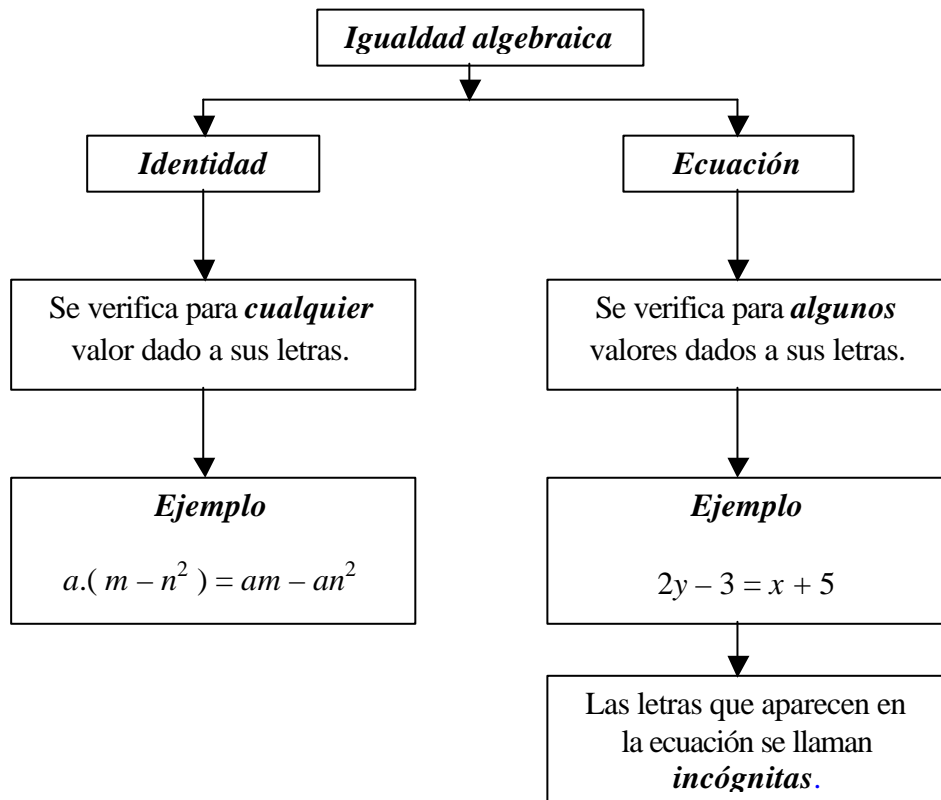 Igualdad algebraica
Identidad
Ecuación
Se verifica para cualquier
valor dado a sus letras.
Se verifica para algunos
valores dados a sus letras.
Ejemplo
a.( m – n² ) = am – an²
Ejemplo
2y – 3 = x + 5
Las letras que aparecen en
la ecuación se llaman
incógnitas.